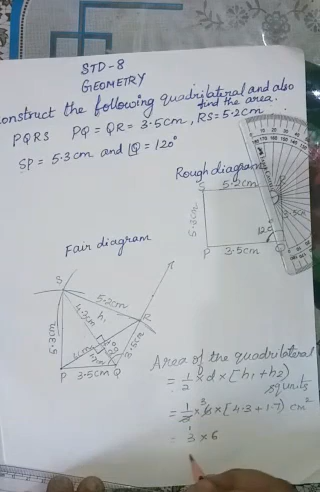 STD-8
GEOMETRY
construct the following quadrilateral and also
find the area.
PQRS PQ = QR = 3.5cm, RS = 5.2cm
SP = 5.3cm and ∠Q = 120°
Rough diagram
S 5.2cm R
5.3cm 3.5cm
120°
P 3.5cm Q
Fair diagram
S
5.2cm R
4.3cm h₁
5.3cm
120°
3.5cm
P 3.5cm Q
Area of the quadrilateral
= 1/2 × d × [h₁ + h₂]
sq units
= 1/2 × 6 × [4.3 + 1.7] cm²
= 3 × 6